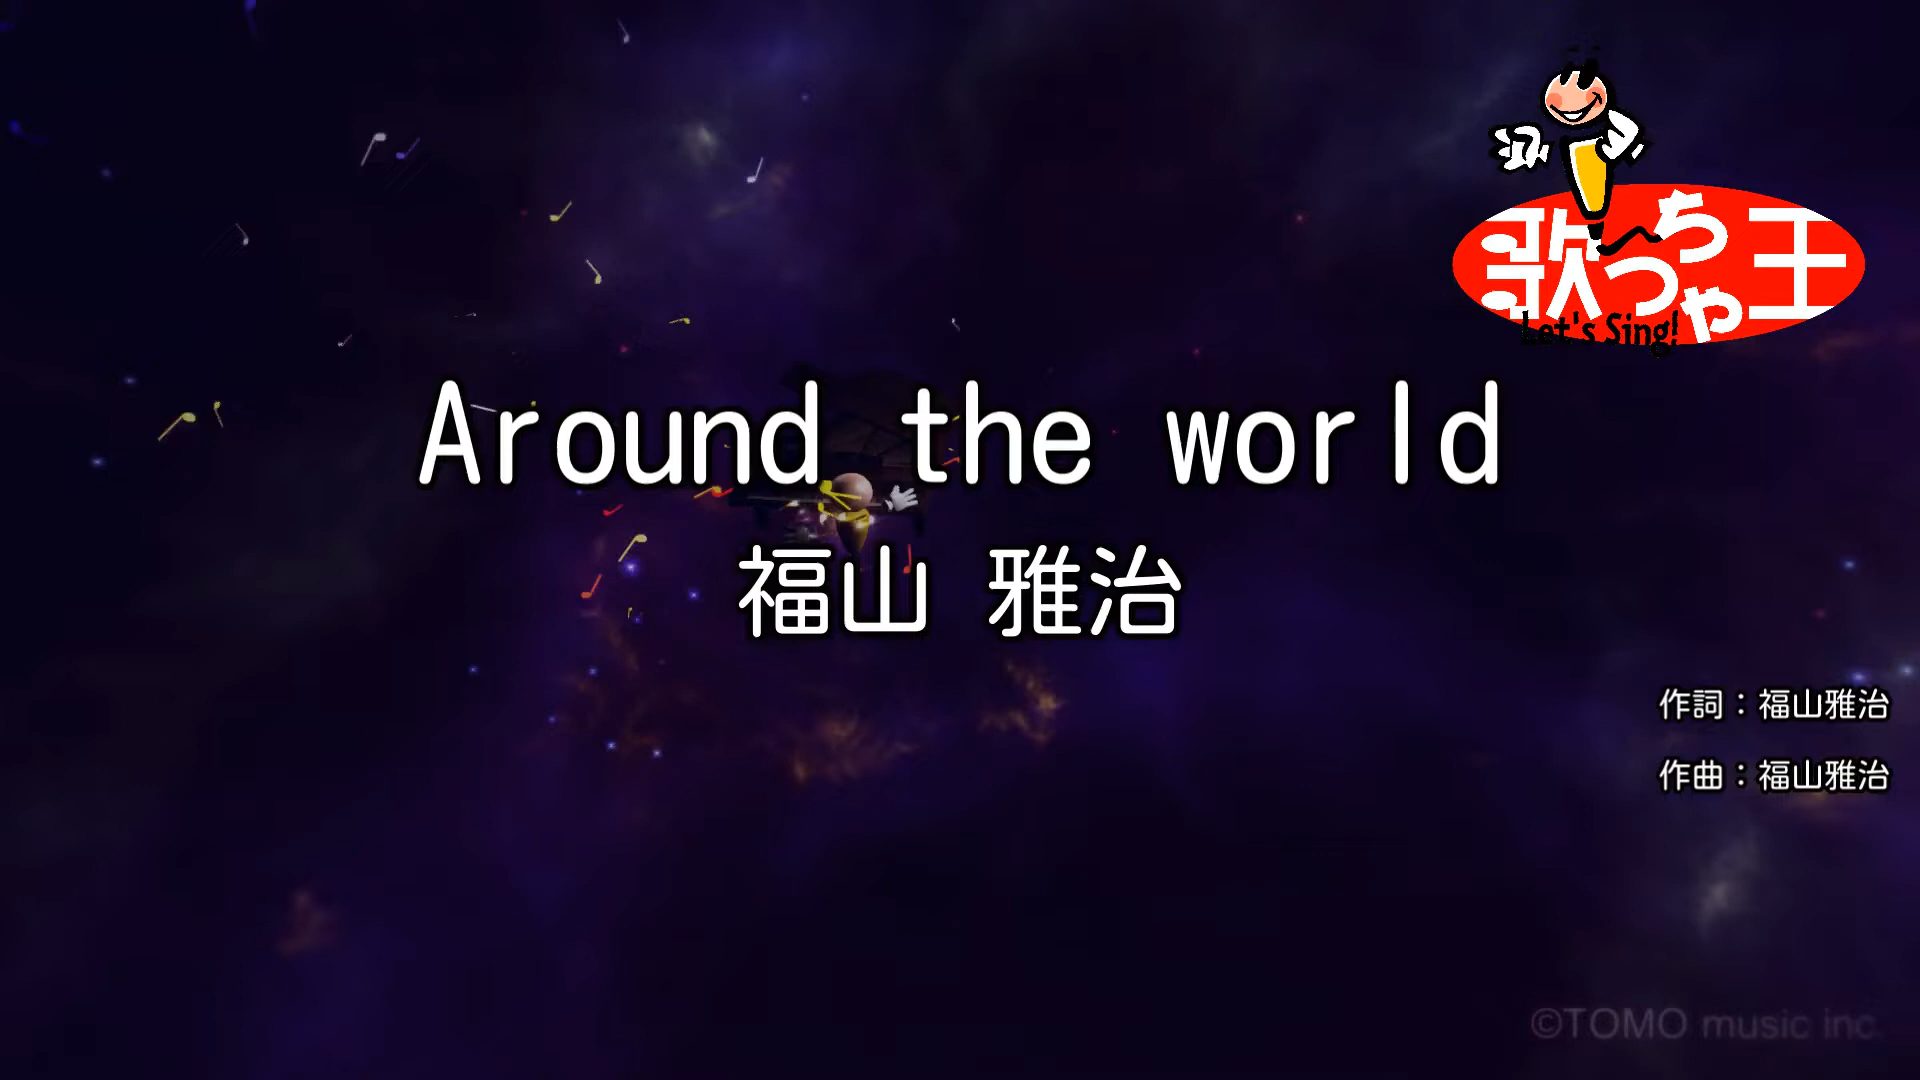 歌っちゃ王
Let's Sing!
Around the world
福山 雅治
作詞：福山雅治
作曲：福山雅治
©TOMO music inc.